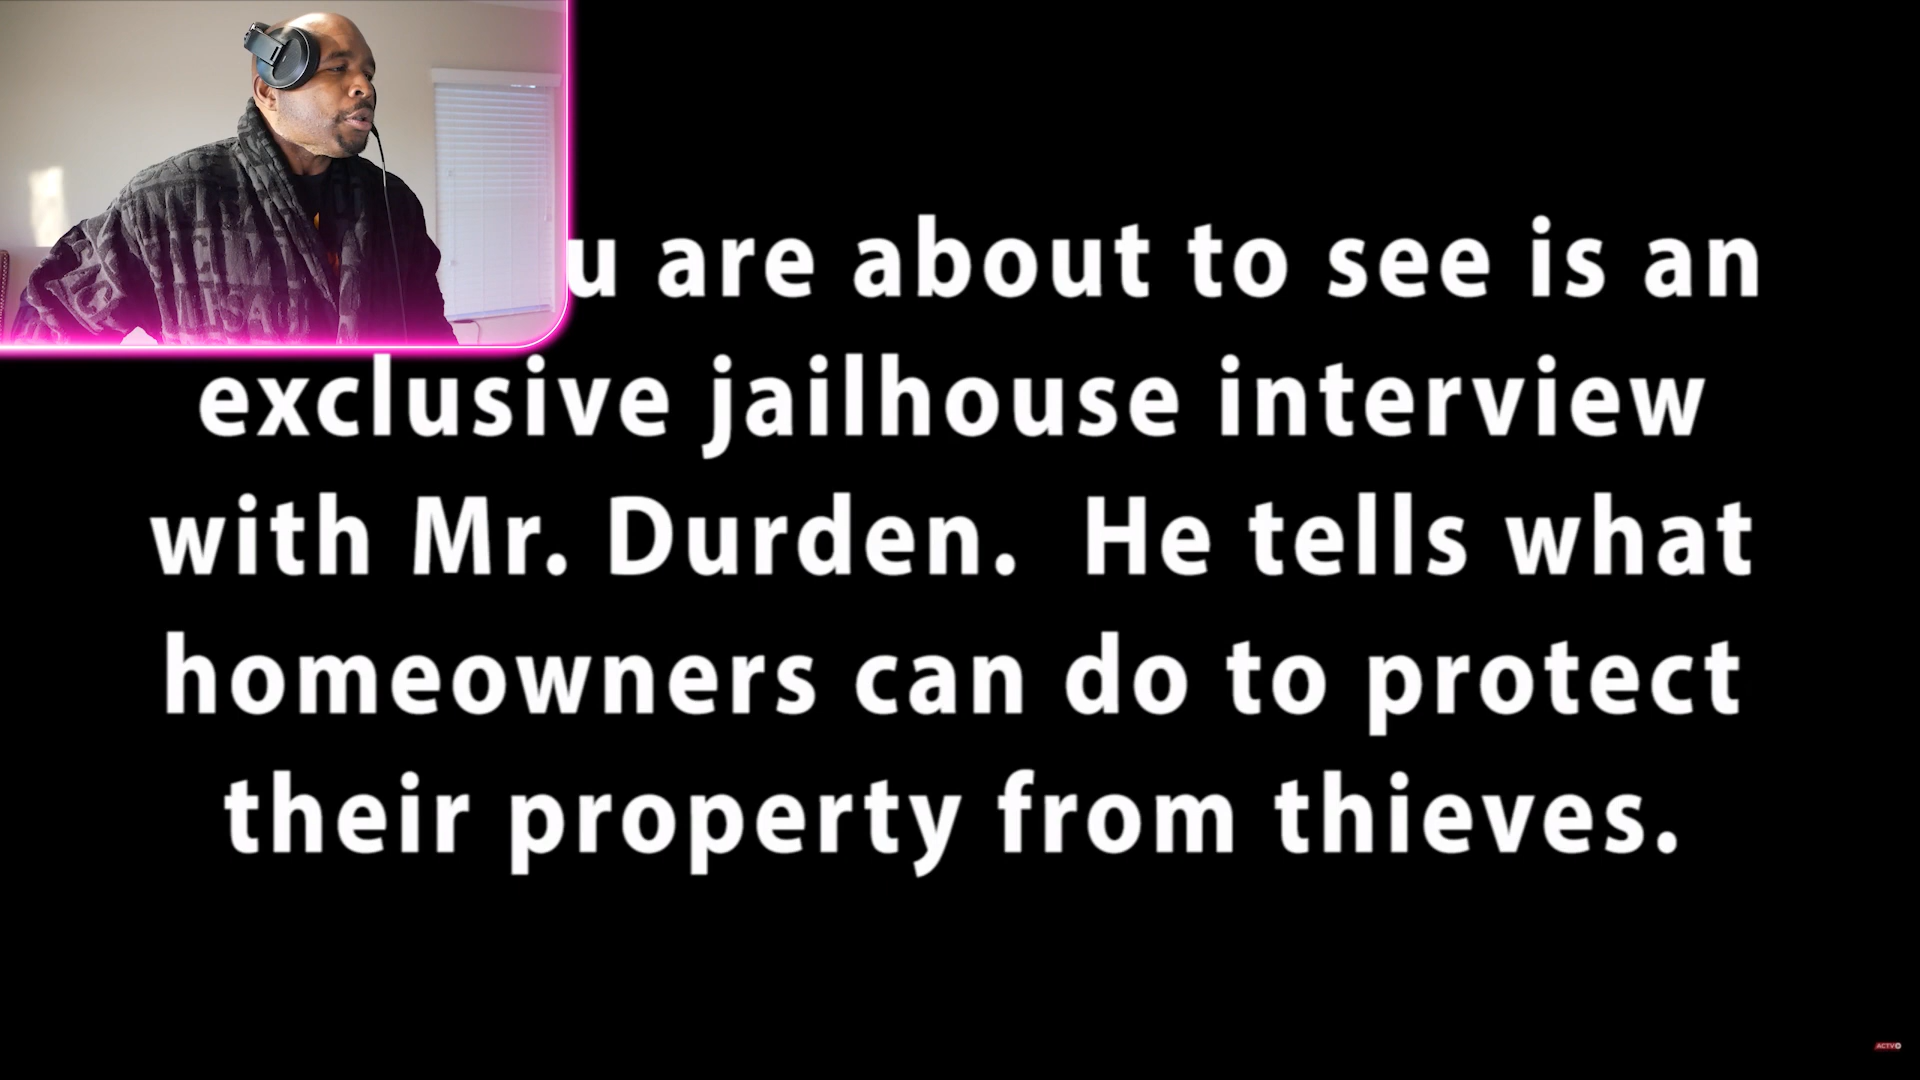 u are about to see is an
exclusive jailhouse interview
with Mr. Durden. He tells what
homeowners can do to protect
their property from thieves.
ACTV